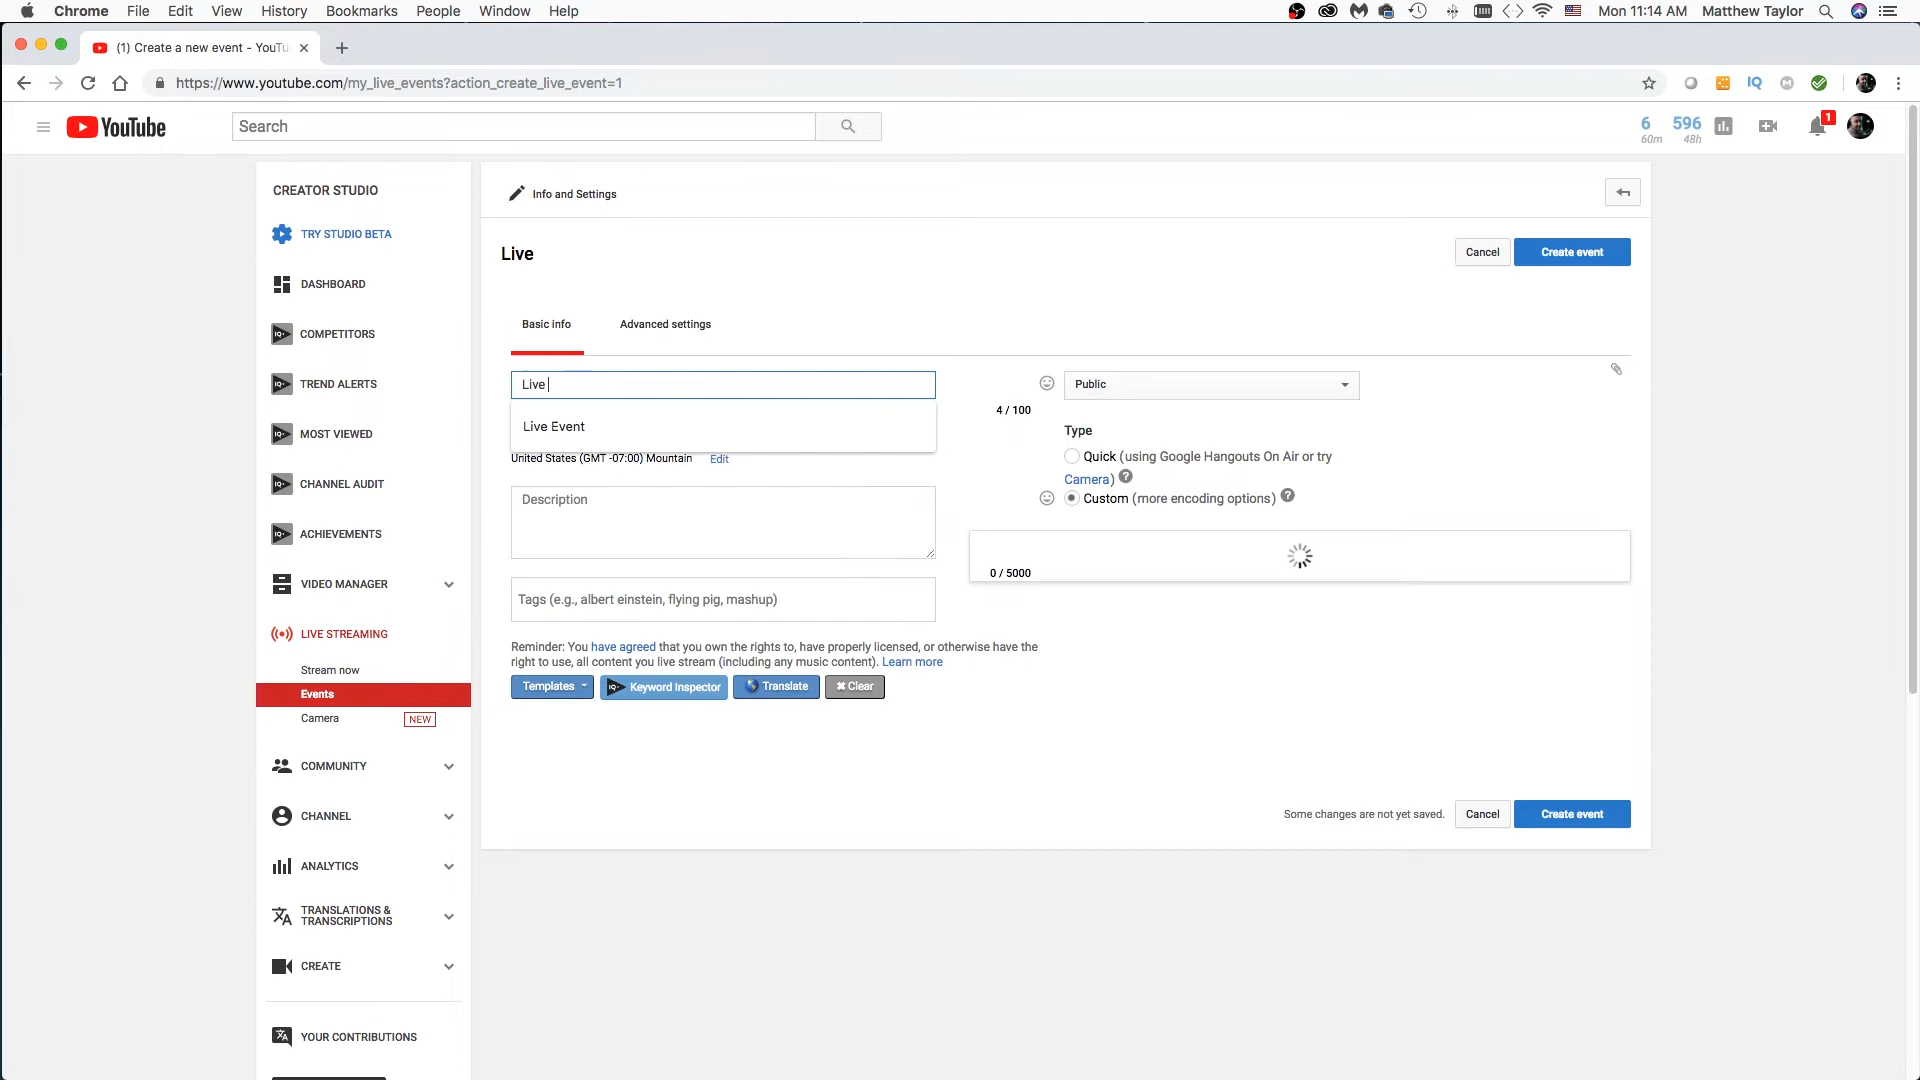 Chrome File Edit View History Bookmarks People Window Help
Mon 11:14 AM Matthew Taylor
(1) Create a new event - YouTu
https://www.youtube.com/my_live_events?action_create_live_event=1
IQ
YouTube
Search
6
60m
596
48h
1
CREATOR STUDIO
TRY STUDIO BETA
DASHBOARD
COMPETITORS
TREND ALERTS
MOST VIEWED
CHANNEL AUDIT
ACHIEVEMENTS
VIDEO MANAGER
LIVE STREAMING
Stream now
Events
Camera NEW
COMMUNITY
CHANNEL
ANALYTICS
TRANSLATIONS &
TRANSCRIPTIONS
CREATE
YOUR CONTRIBUTIONS
Info and Settings
Live
Cancel Create event
Basic info Advanced settings
Live
4 / 100
Live Event
United States (GMT -07:00) Mountain Edit
Description
0 / 5000
Tags (e.g., albert einstein, flying pig, mashup)
Public
Type
Quick (using Google Hangouts On Air or try
Camera) ?
Custom (more encoding options) ?
Reminder: You have agreed that you own the rights to, have properly licensed, or otherwise have the
right to use, all content you live stream (including any music content). Learn more
Templates Keyword Inspector Translate Clear
Some changes are not yet saved. Cancel Create event